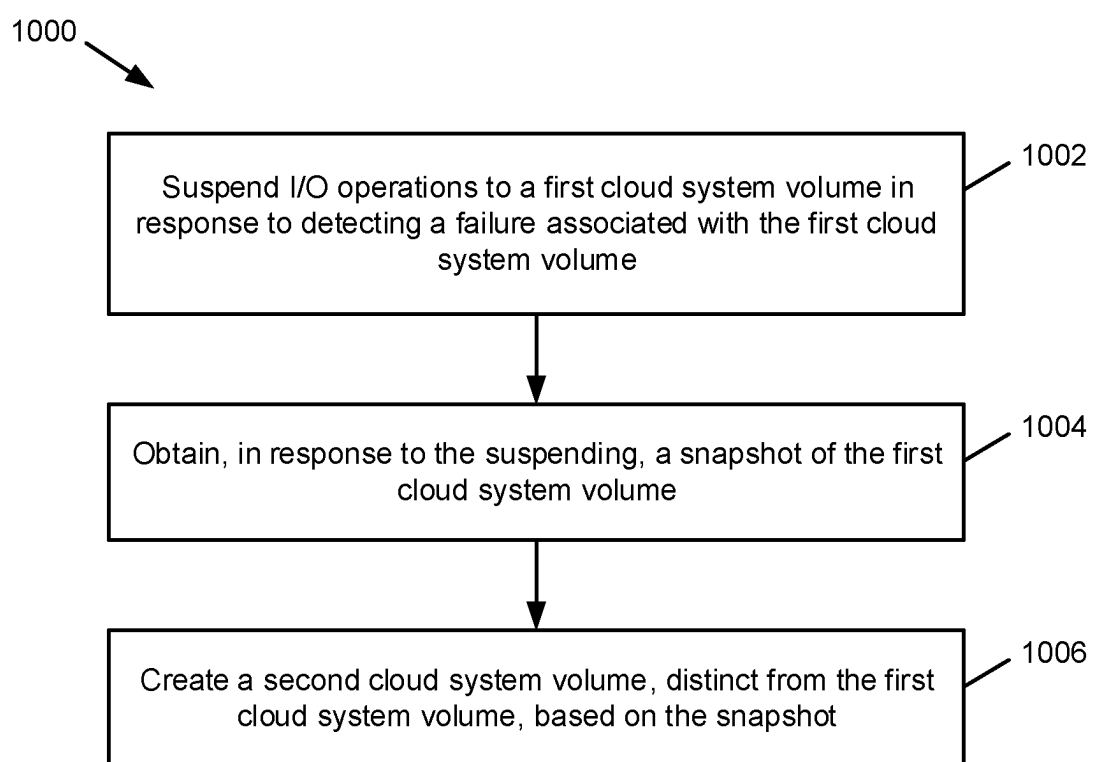 1000
1002
Suspend I/O operations to a first cloud system volume in
response to detecting a failure associated with the first cloud
system volume
1004
Obtain, in response to the suspending, a snapshot of the first
cloud system volume
1006
Create a second cloud system volume, distinct from the first
cloud system volume, based on the snapshot